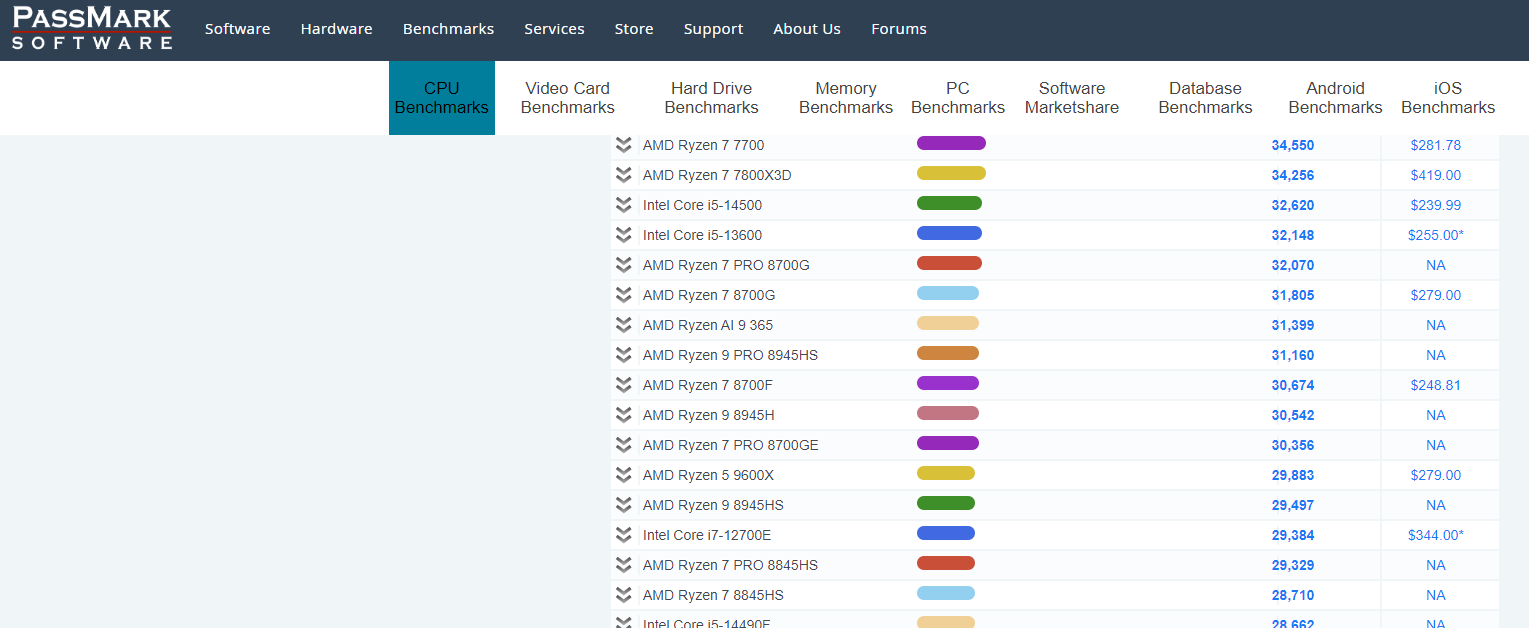 PASSMARK
SOFTWARE
Software Hardware Benchmarks Services Store Support About Us Forums
CPU Benchmarks
Video Card Benchmarks
Hard Drive Benchmarks
Memory Benchmarks
PC Benchmarks
Software Marketshare
Database Benchmarks
Android Benchmarks
iOS Benchmarks
AMD Ryzen 7 7700 34,550 $281.78
AMD Ryzen 7 7800X3D 34,256 $419.00
Intel Core i5-14500 32,620 $239.99
Intel Core i5-13600 32,148 $255.00*
AMD Ryzen 7 PRO 8700G 32,070 NA
AMD Ryzen 7 8700G 31,805 $279.00
AMD Ryzen AI 9 365 31,399 NA
AMD Ryzen 9 PRO 8945HS 31,160 NA
AMD Ryzen 7 8700F 30,674 $248.81
AMD Ryzen 9 8945H 30,542 NA
AMD Ryzen 7 PRO 8700GE 30,356 NA
AMD Ryzen 5 9600X 29,883 $279.00
AMD Ryzen 9 8945HS 29,497 NA
Intel Core i7-12700E 29,384 $344.00*
AMD Ryzen 7 PRO 8845HS 29,329 NA
AMD Ryzen 7 8845HS 28,710 NA
Intel Core 28,662 NA